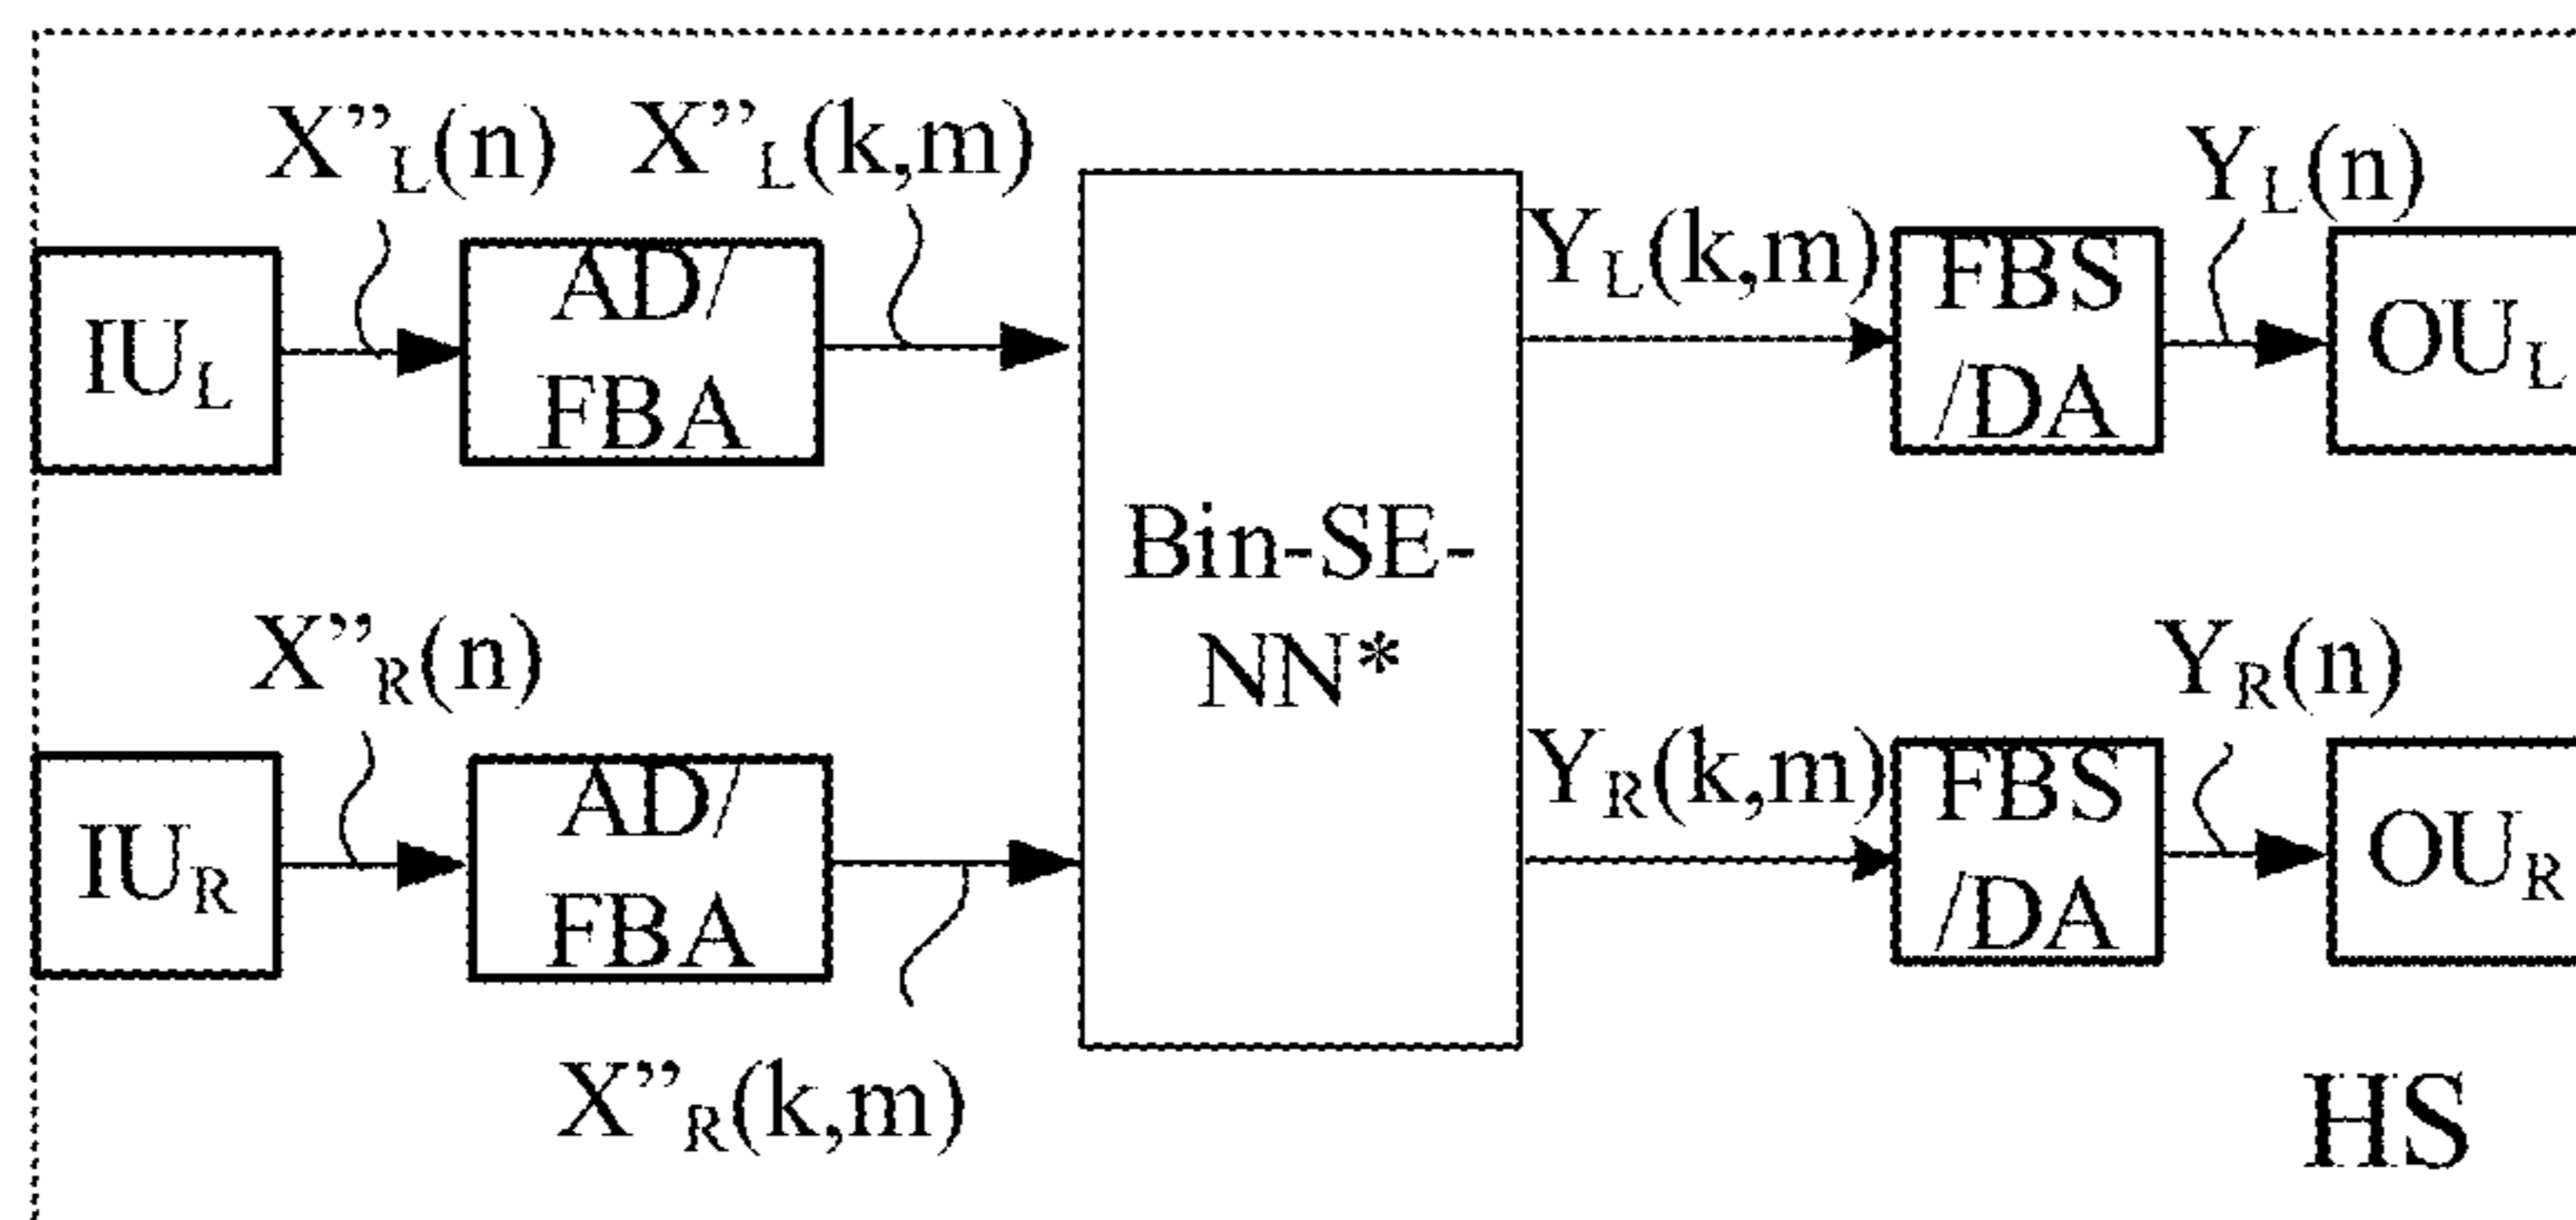 X”L(n)
X”L(k,m)
YL(n)
YL(k,m)
IUL
AD/
FBA
FBS
/DA
OUL
Bin-SE-
NN*
X”R(n)
YR(n)
YR(k,m)
IUR
AD/
FBA
FBS
/DA
OUR
X”R(k,m)
HS